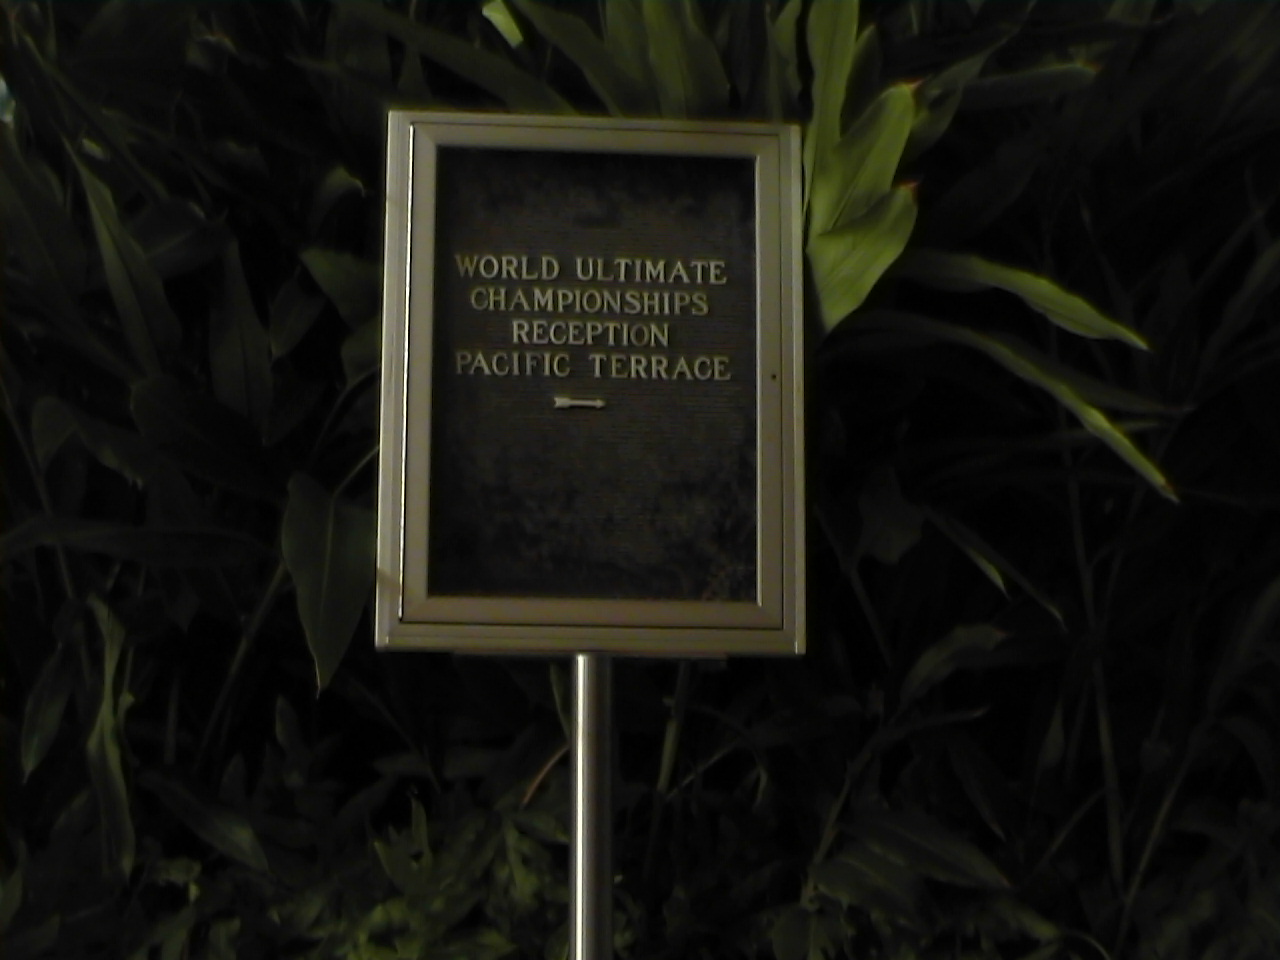 WORLD ULTIMATE
CHAMPIONSHIPS
RECEPTION
PACIFIC TERRACE